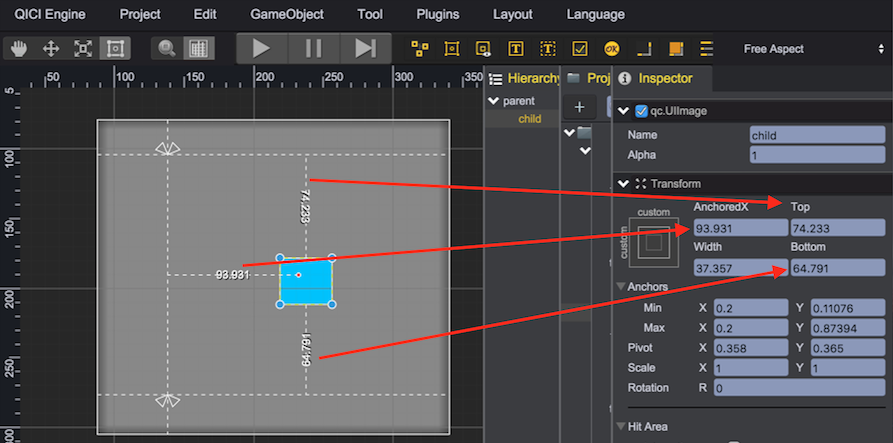 QICI Engine Project Edit GameObject Tool Plugins Layout Language
T T OK Free Aspect
50 100 150 200 250 300 350 Hierarchy Proj Inspector
parent +
child
qc.UIImage
Name child
Alpha 1
Transform
AnchoredX Top
custom
custom
93.931 74.233
Width Bottom
37.357 64.791
Anchors
Min X 0.2 Y 0.11076
Max X 0.2 Y 0.87394
Pivot X 0.358 Y 0.365
Scale X 1 Y 1
Rotation R 0
Hit Area
100
150
200
250
74.233
93.931
64.791